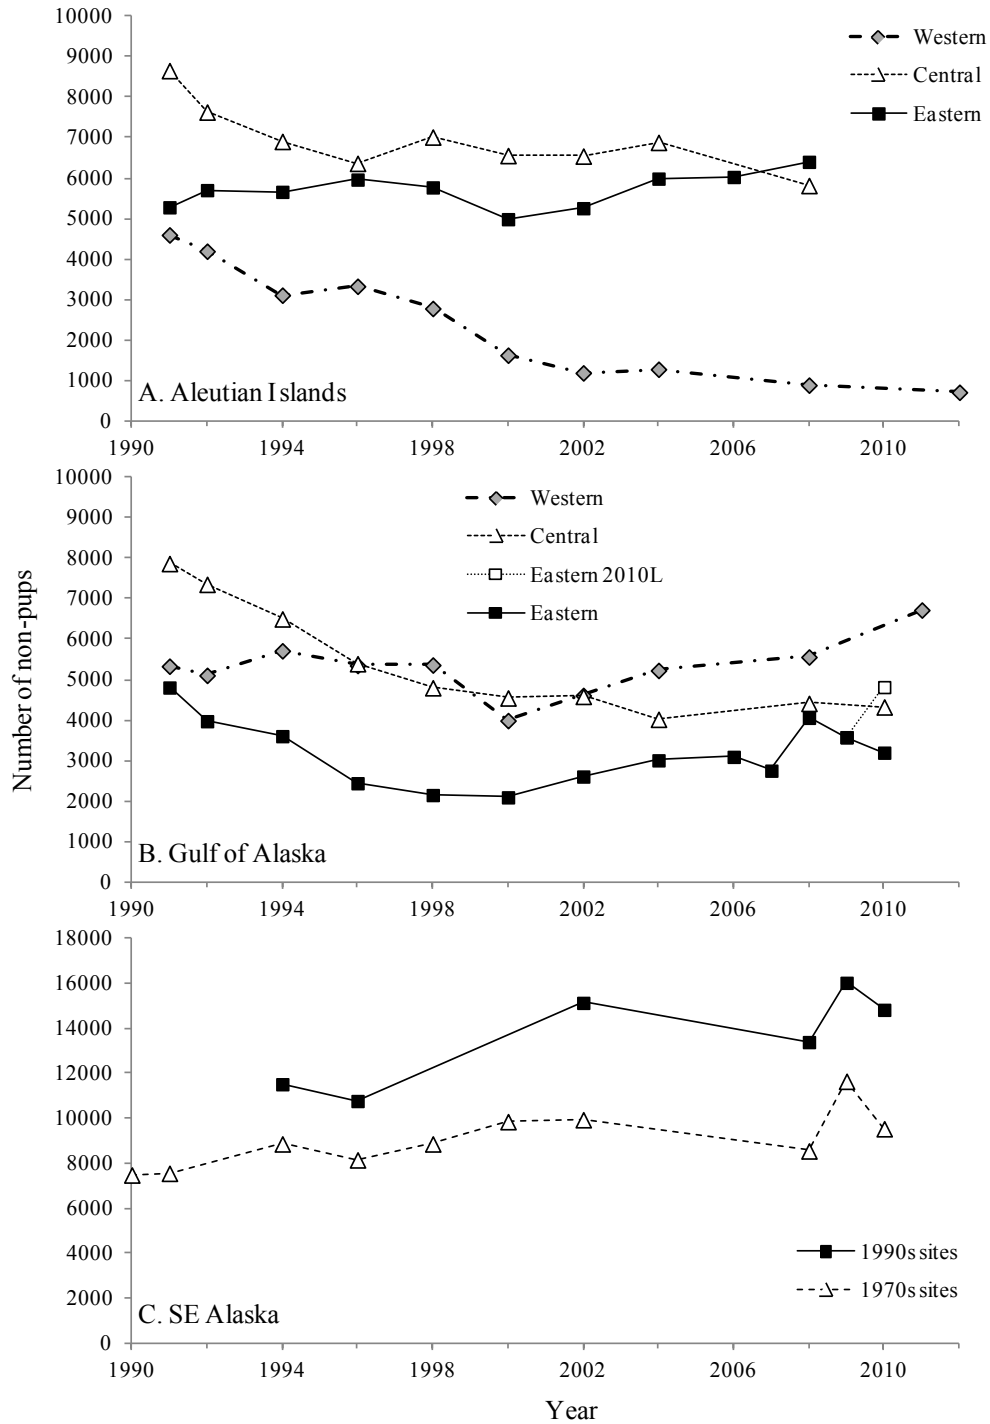 10000
9000
8000
7000
6000
5000
4000
3000
2000
1000
0
Western
Central
Eastern
A. Aleutian Islands
1990 1994 1998 2002 2006 2010
10000
9000
8000
7000
6000
5000
4000
3000
2000
1000
0
Western
Central
Eastern 2010L
Eastern
B. Gulf of Alaska
1990 1994 1998 2002 2006 2010
Number of non-pups
18000
16000
14000
12000
10000
8000
6000
4000
2000
0
1990s sites
1970s sites
C. SE Alaska
1990 1994 1998 2002 2006 2010
Year